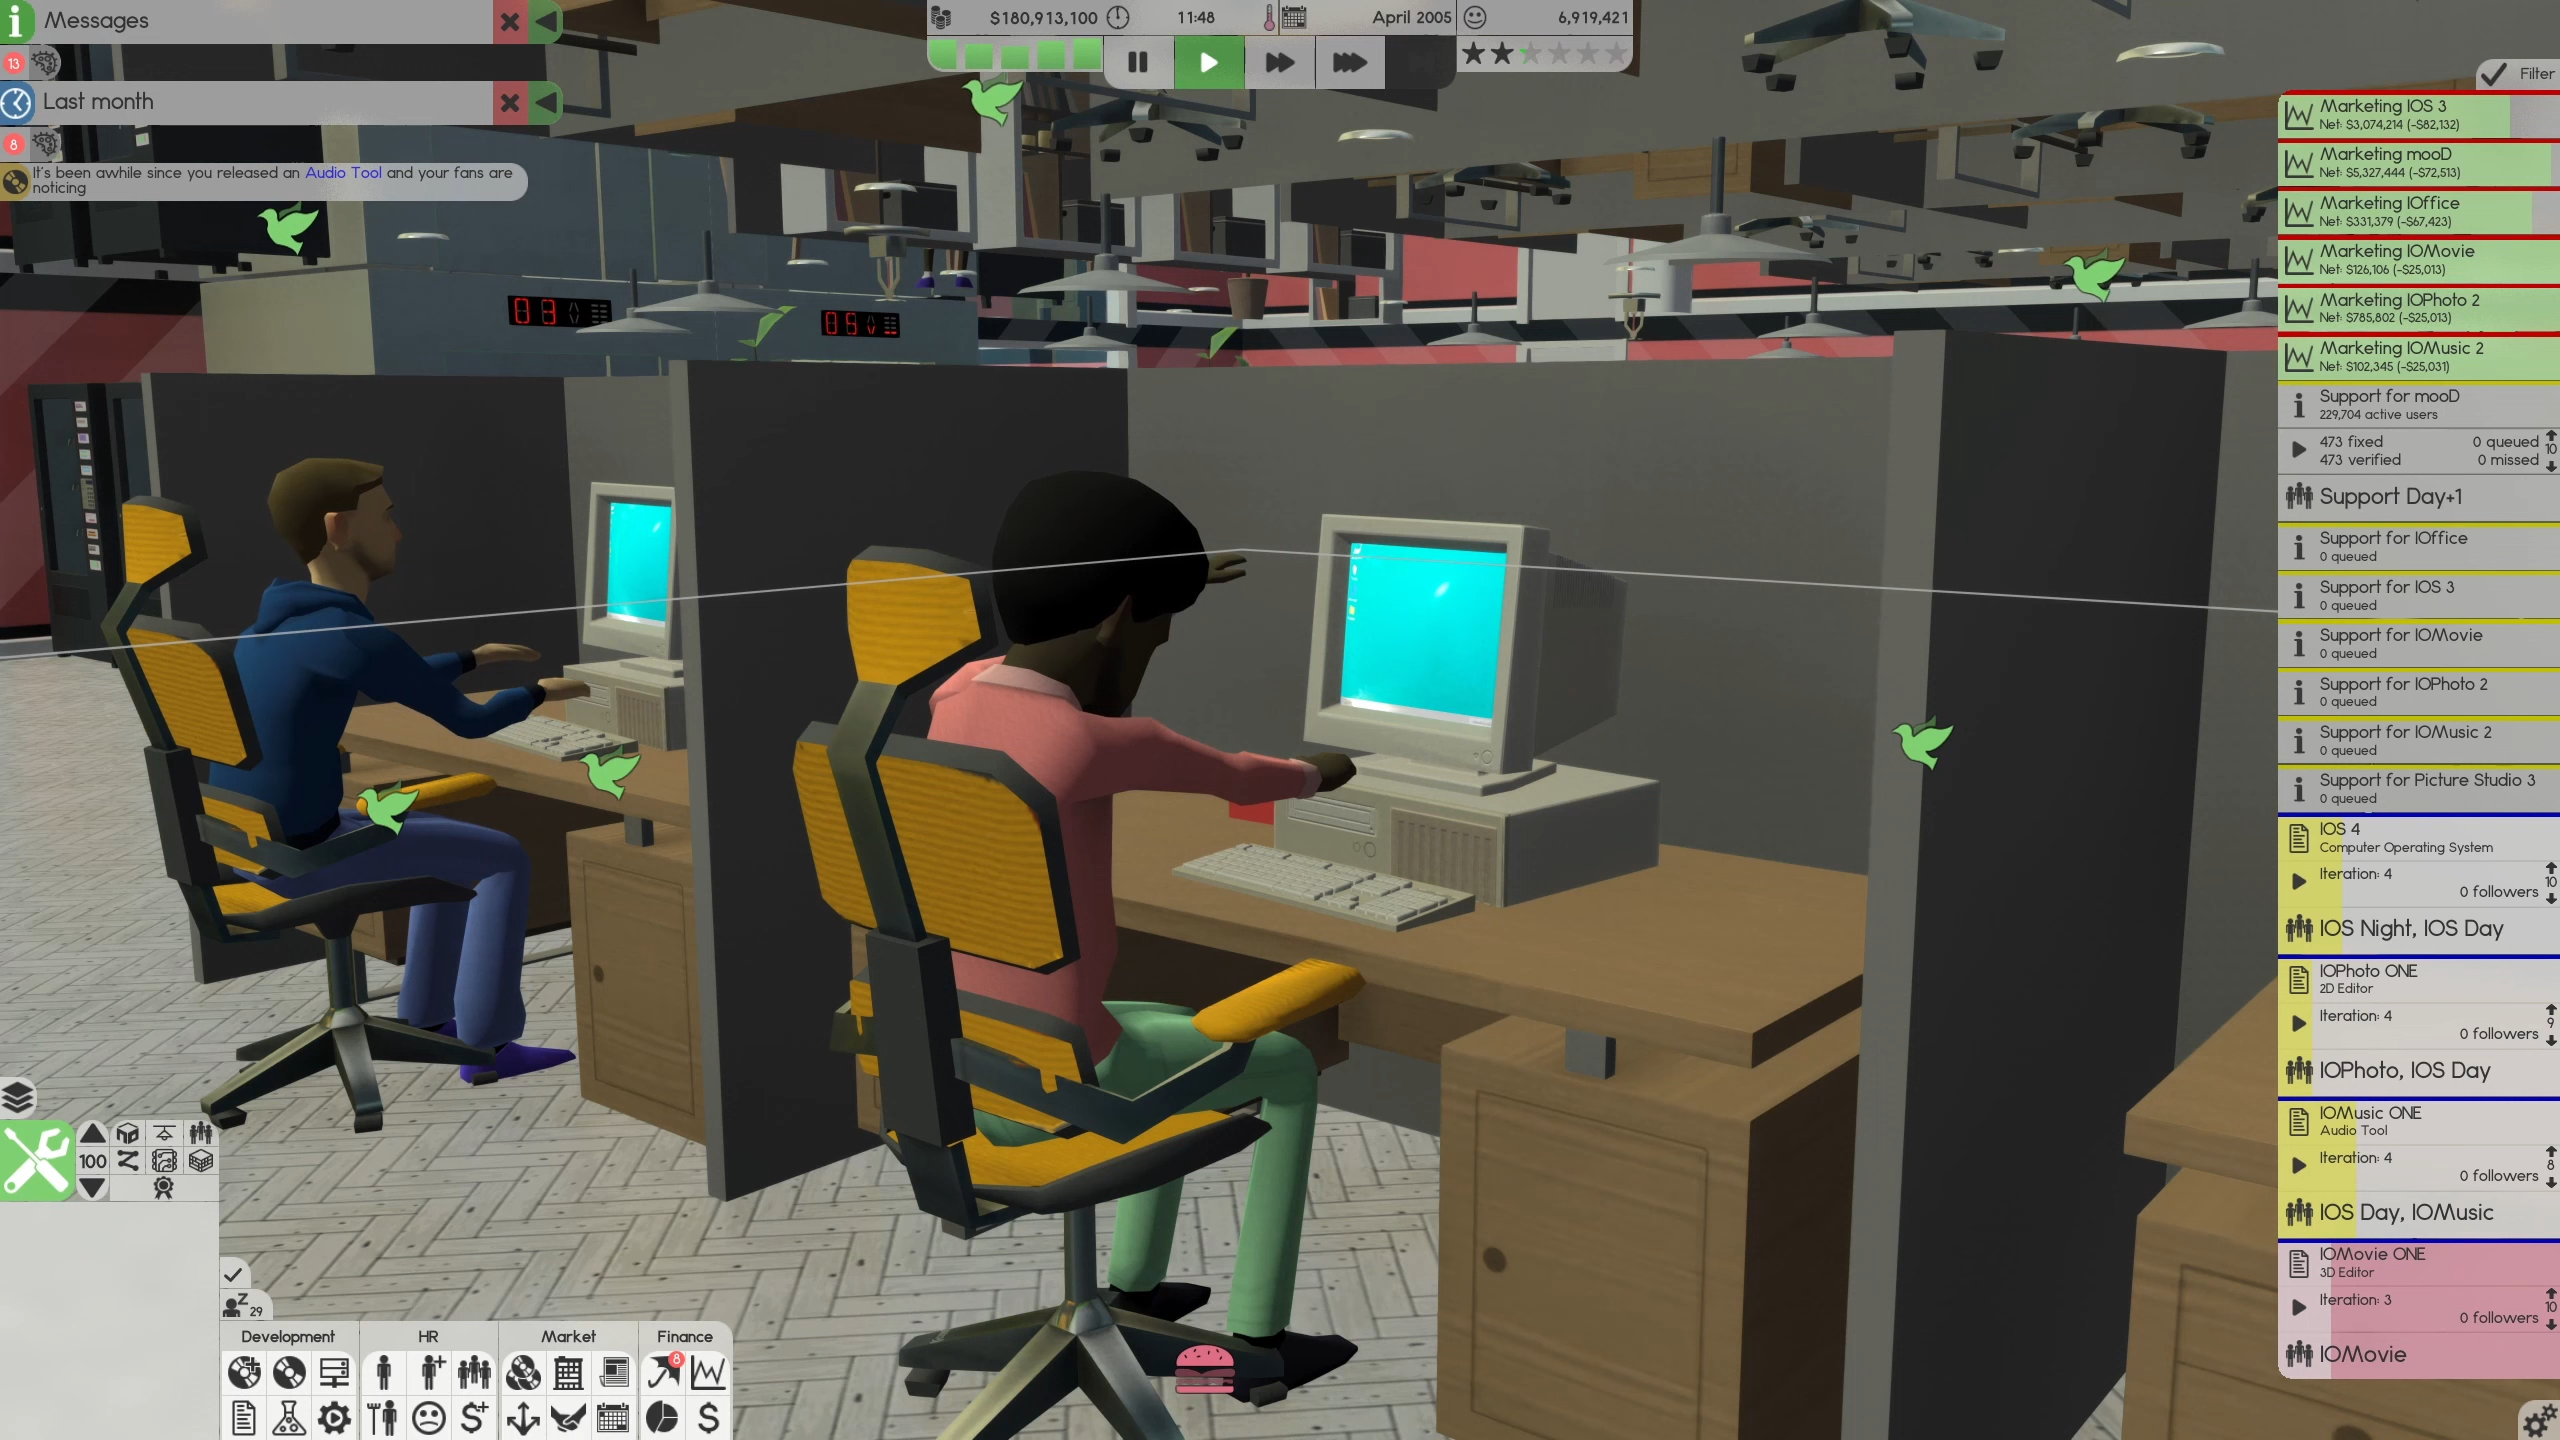 Messages
13
Last month
8
It's been awhile since you released an Audio Tool and your fans are
noticing
$180,913,100
11:48
April 2005
6,919,421
03
06
Filter
Marketing IOS 3
Net: $3,074,214 (-$82,132)
Marketing mooD
Net: $5,327,444 (-$72,513)
Marketing IOffice
Net: $331,379 (-$67,423)
Marketing IOMovie
Net: $126,106 (-$25,013)
Marketing IOPhoto 2
Net: $785,802 (-$25,013)
Marketing IOMusic 2
Net: $102,345 (-$25,031)
Support for mooD
229,704 active users
473 fixed 0 queued
10
473 verified 0 missed
Support Day+1
Support for IOffice
0 queued
Support for IOS 3
0 queued
Support for IOMovie
0 queued
Support for IOPhoto 2
0 queued
Support for IOMusic 2
0 queued
Support for Picture Studio 3
0 queued
IOS 4
Computer Operating System
Iteration: 4
10
0 followers
IOS Night, IOS Day
IOPhoto ONE
2D Editor
Iteration: 4
9
0 followers
IOPhoto, IOS Day
IOMusic ONE
Audio Tool
Iteration: 4
8
0 followers
IOS Day, IOMusic
IOMovie ONE
3D Editor
Iteration: 3
10
0 followers
IOMovie
100
Z
29
Development HR Market Finance
8